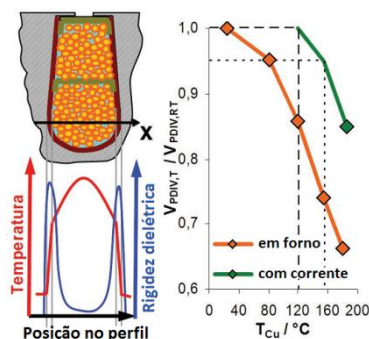 X
Temperatura
Rigidez dielétrica
Posição no perfil
V_PDIV,T / V_PDIV,RT
1,0
0,9
0,8
0,7
0,6
em forno
com corrente
0 40 80 120 160 200
T_Cu / °C